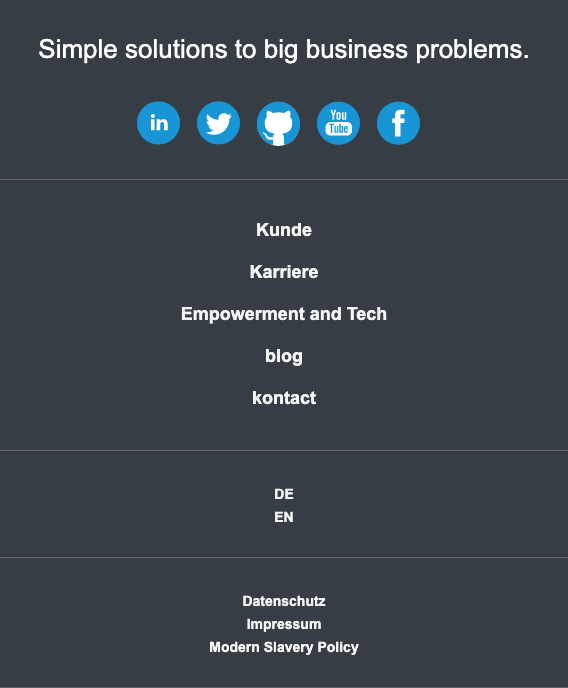 Simple solutions to big business problems.
in
You
Tube
f
Kunde
Karriere
Empowerment and Tech
blog
kontact
DE
EN
Datenschutz
Impressum
Modern Slavery Policy